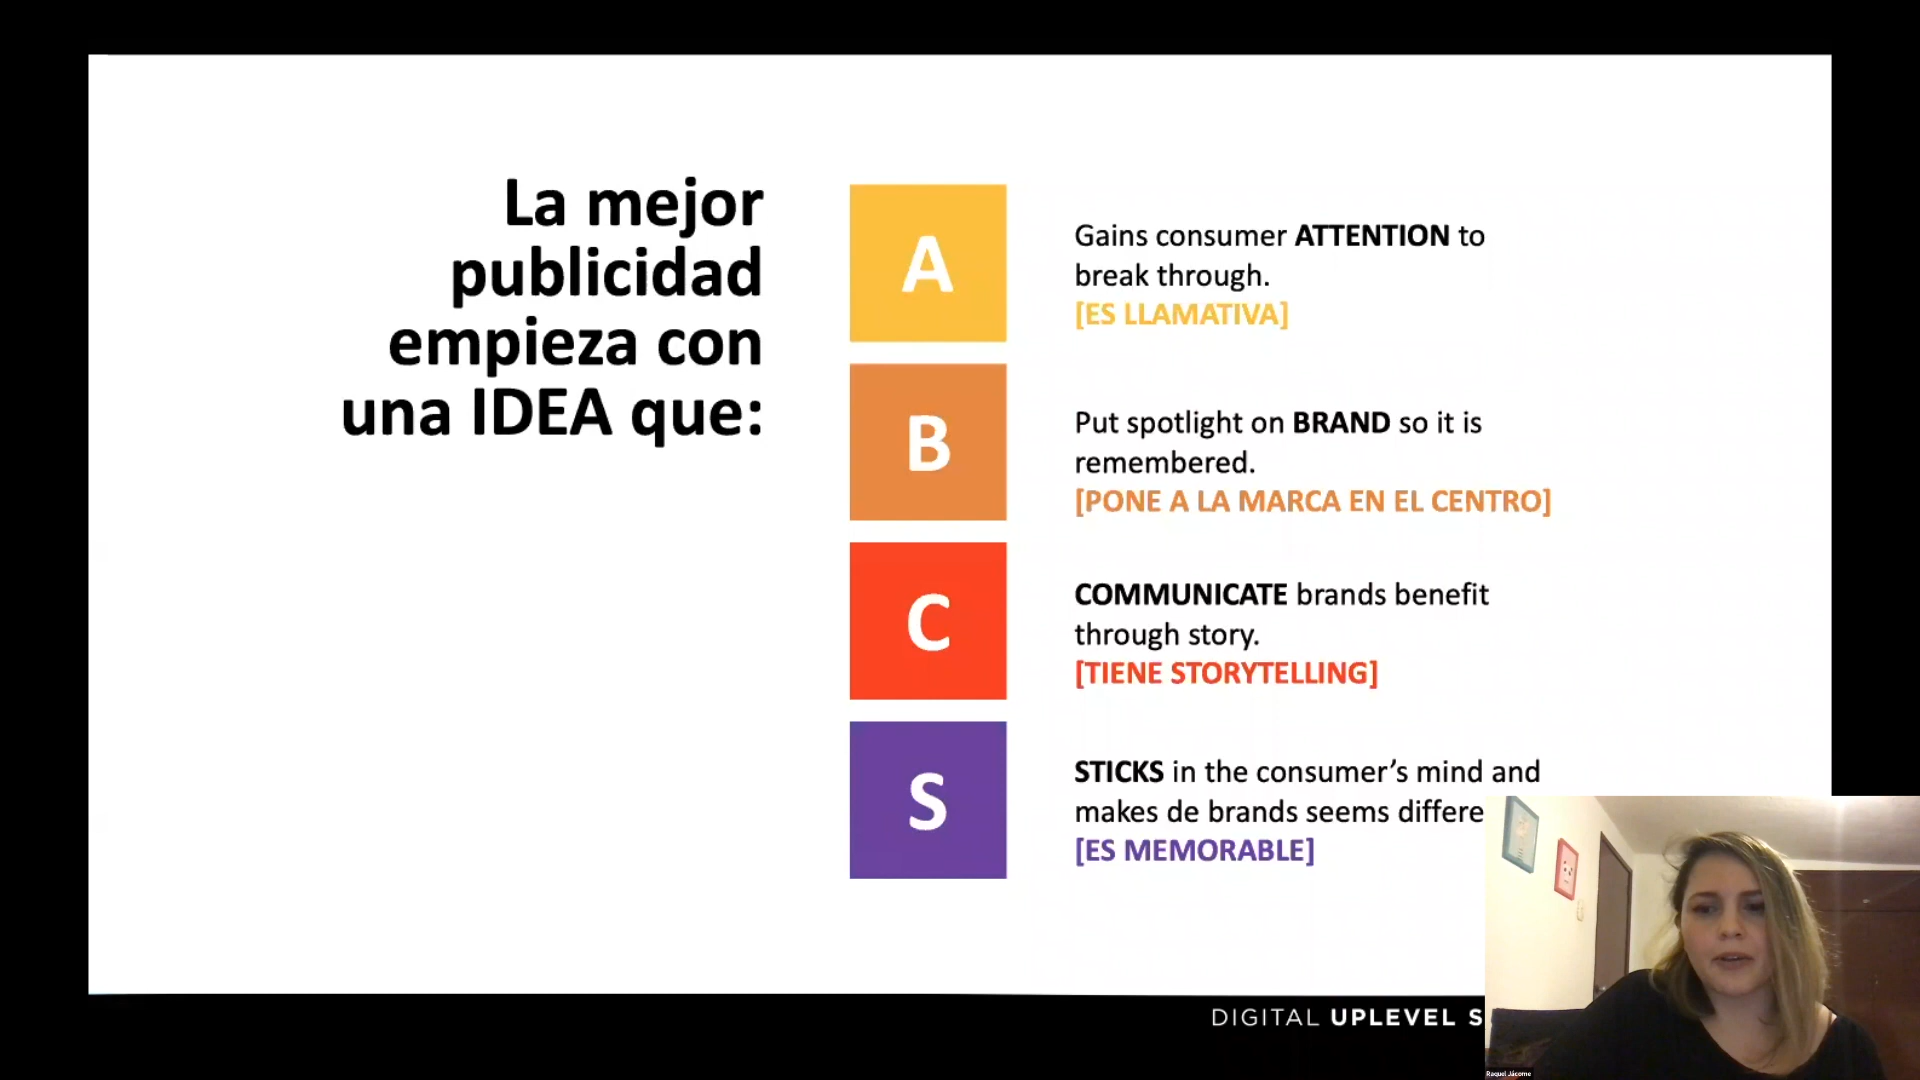 La mejor
publicidad
empieza con
una IDEA que:
A
Gains consumer ATTENTION to
break through.
[ES LLAMATIVA]
B
Put spotlight on BRAND so it is
remembered.
[PONE A LA MARCA EN EL CENTRO]
C
COMMUNICATE brands benefit
through story.
[TIENE STORYTELLING]
S
STICKS in the consumer’s mind and
makes de brands seems differe
[ES MEMORABLE]
DIGITAL UPLEVEL S
Raquel Jácome